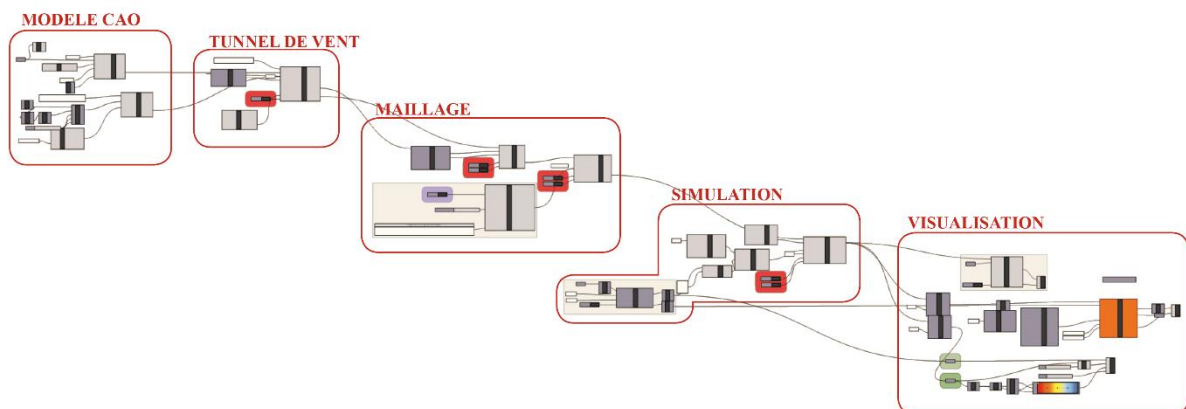 MODELE CAO
TUNNEL DE VENT
MAILLAGE
SIMULATION
VISUALISATION